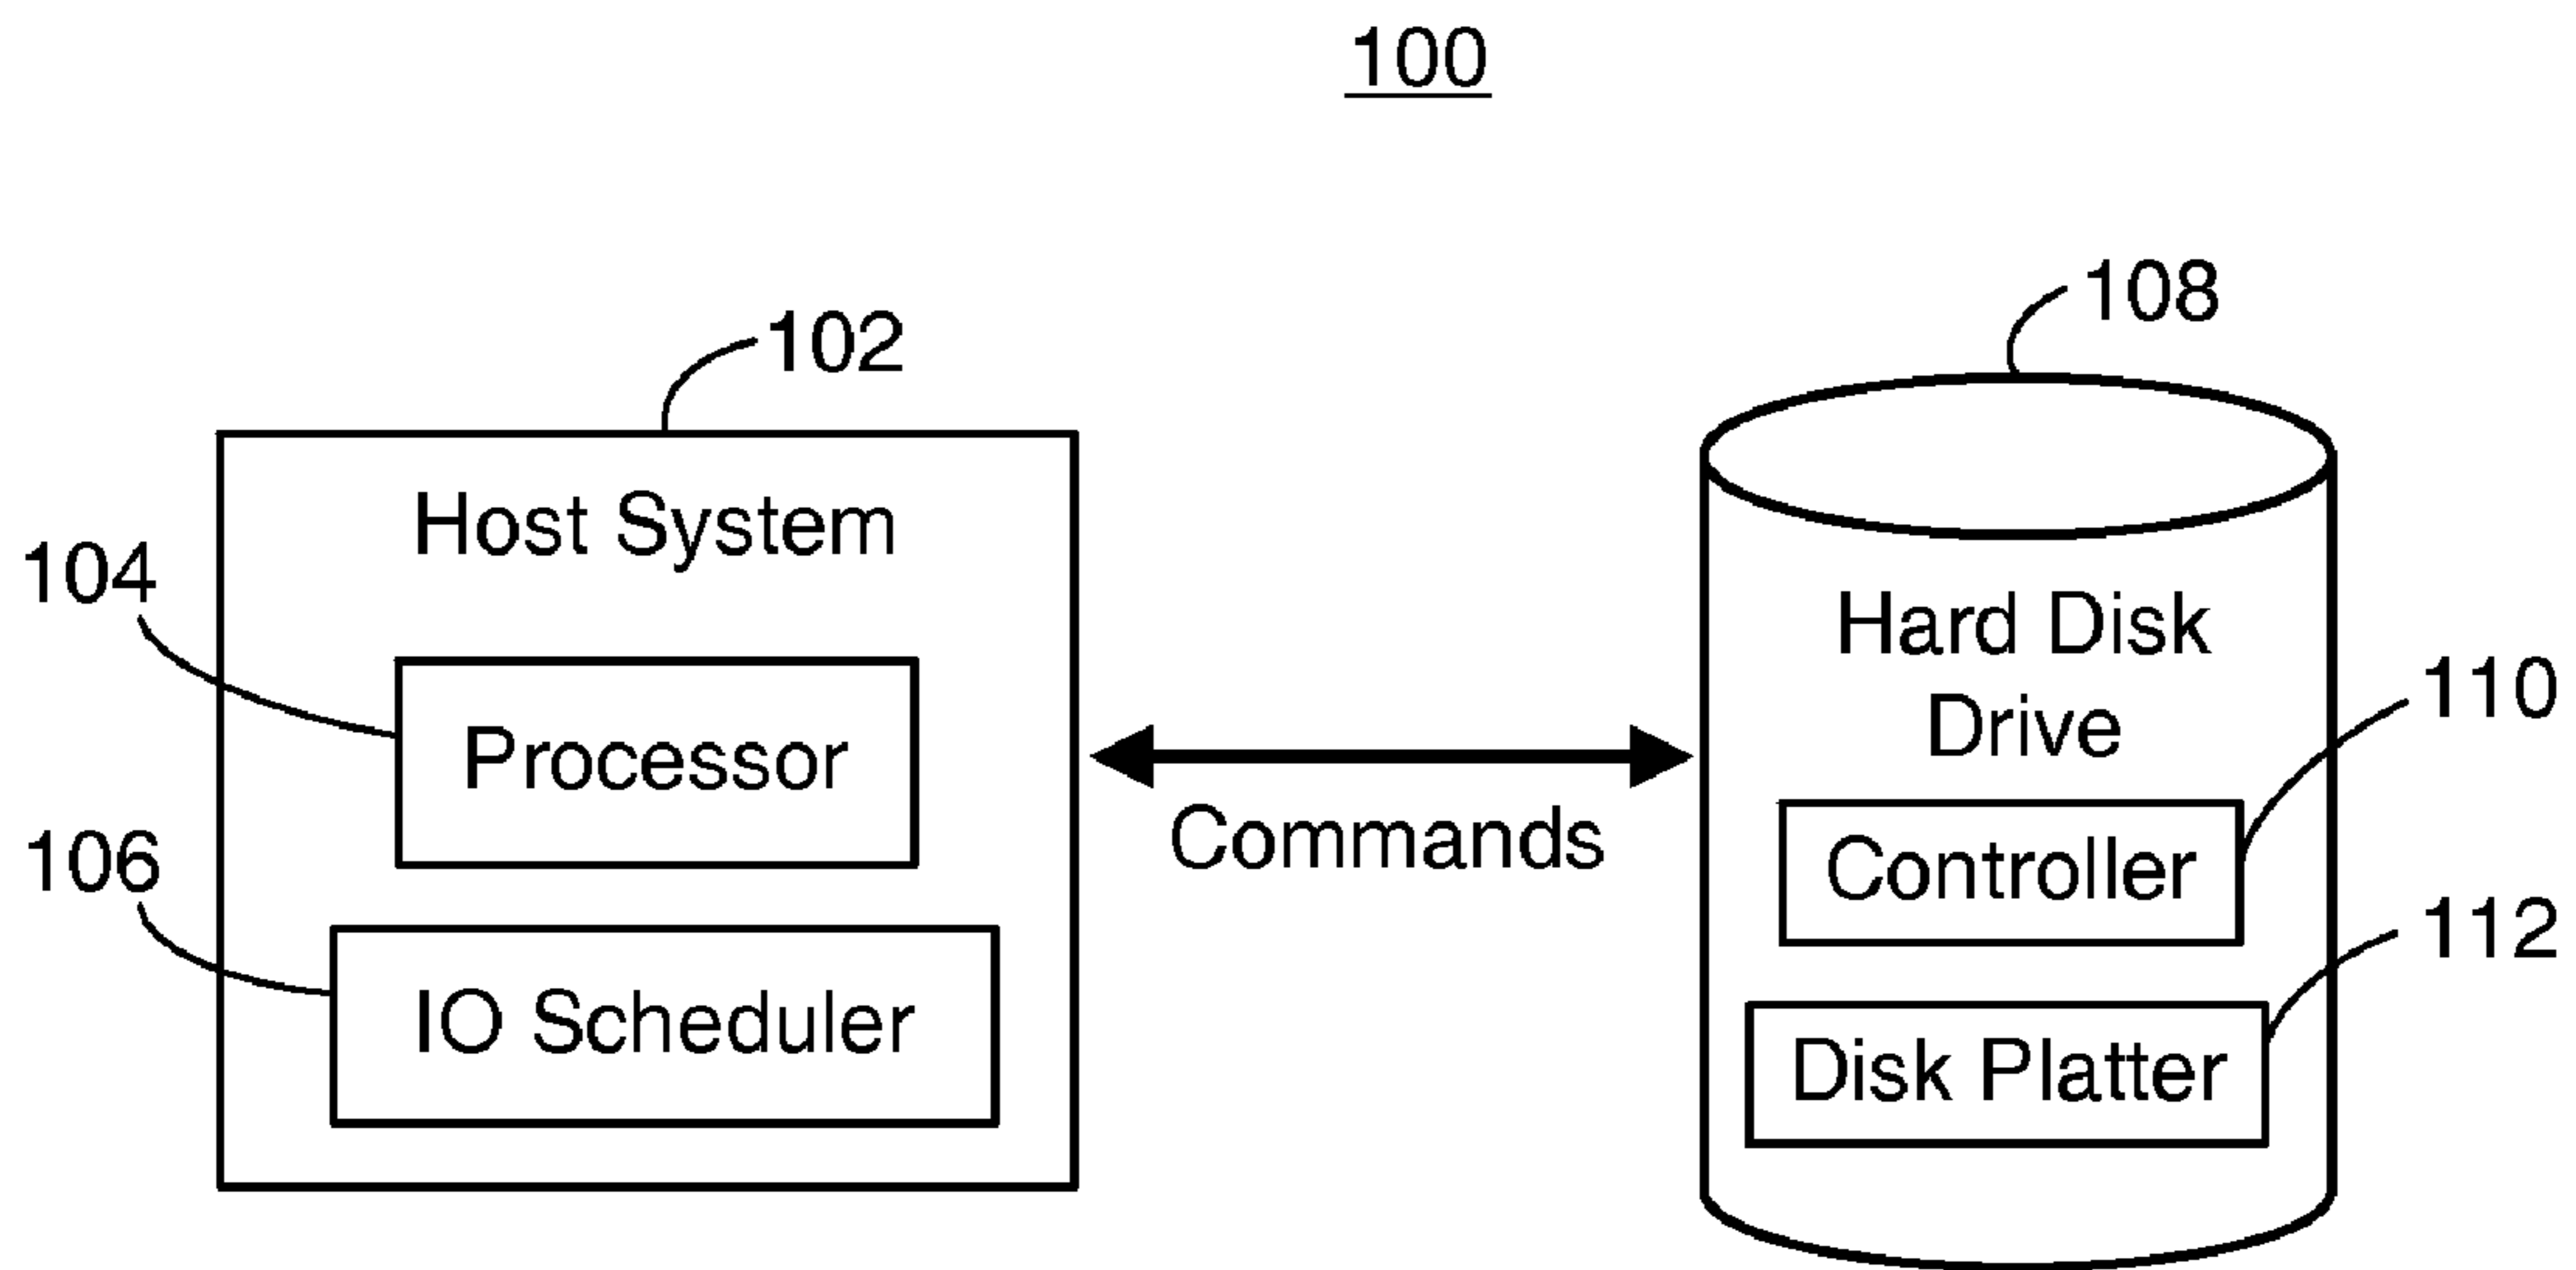 100
102
108
Host System
104
Hard Disk
Drive
110
Processor
Commands
106
Controller
112
IO Scheduler
Disk Platter